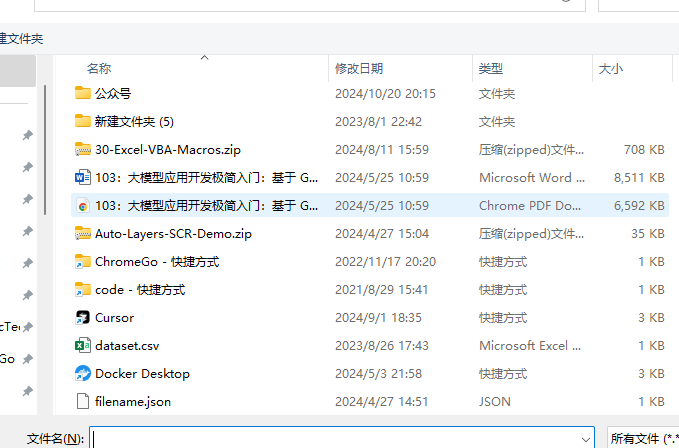 建文件夹
名称 修改日期 类型 大小
公众号 2024/10/20 20:15 文件夹
新建文件夹 (5) 2023/8/1 22:42 文件夹
30-Excel-VBA-Macros.zip 2024/8/11 15:59 压缩(zipped)文件... 708 KB
103：大模型应用开发极简入门：基于 G... 2024/5/25 10:59 Microsoft Word ... 8,511 KB
103：大模型应用开发极简入门：基于 G... 2024/5/25 10:59 Chrome PDF Do... 6,592 KB
Auto-Layers-SCR-Demo.zip 2024/4/27 15:04 压缩(zipped)文件... 35 KB
ChromeGo - 快捷方式 2022/11/17 20:20 快捷方式 1 KB
code - 快捷方式 2021/8/29 15:41 快捷方式 1 KB
Cursor 2024/9/1 18:35 快捷方式 3 KB
cTe
dataset.csv 2023/8/26 17:43 Microsoft Excel ... 1 KB
Go
Docker Desktop 2024/5/3 21:58 快捷方式 3 KB
filename.json 2024/4/27 14:51 JSON 1 KB
文件名(N): 所有文件 (*.*